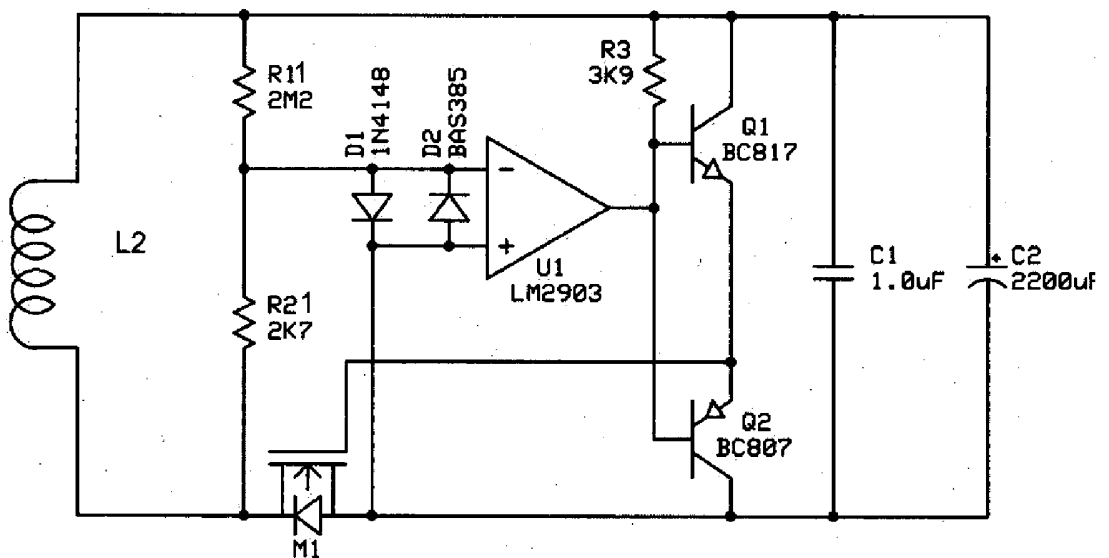 R11
2M2
D1
1N4148
D2
BAS385
R3
3K9
Q1
BC817
L2
-
+
U1
LM2903
R21
2K7
C1
1.0uF
+
C2
2200uF
Q2
BC807
M1